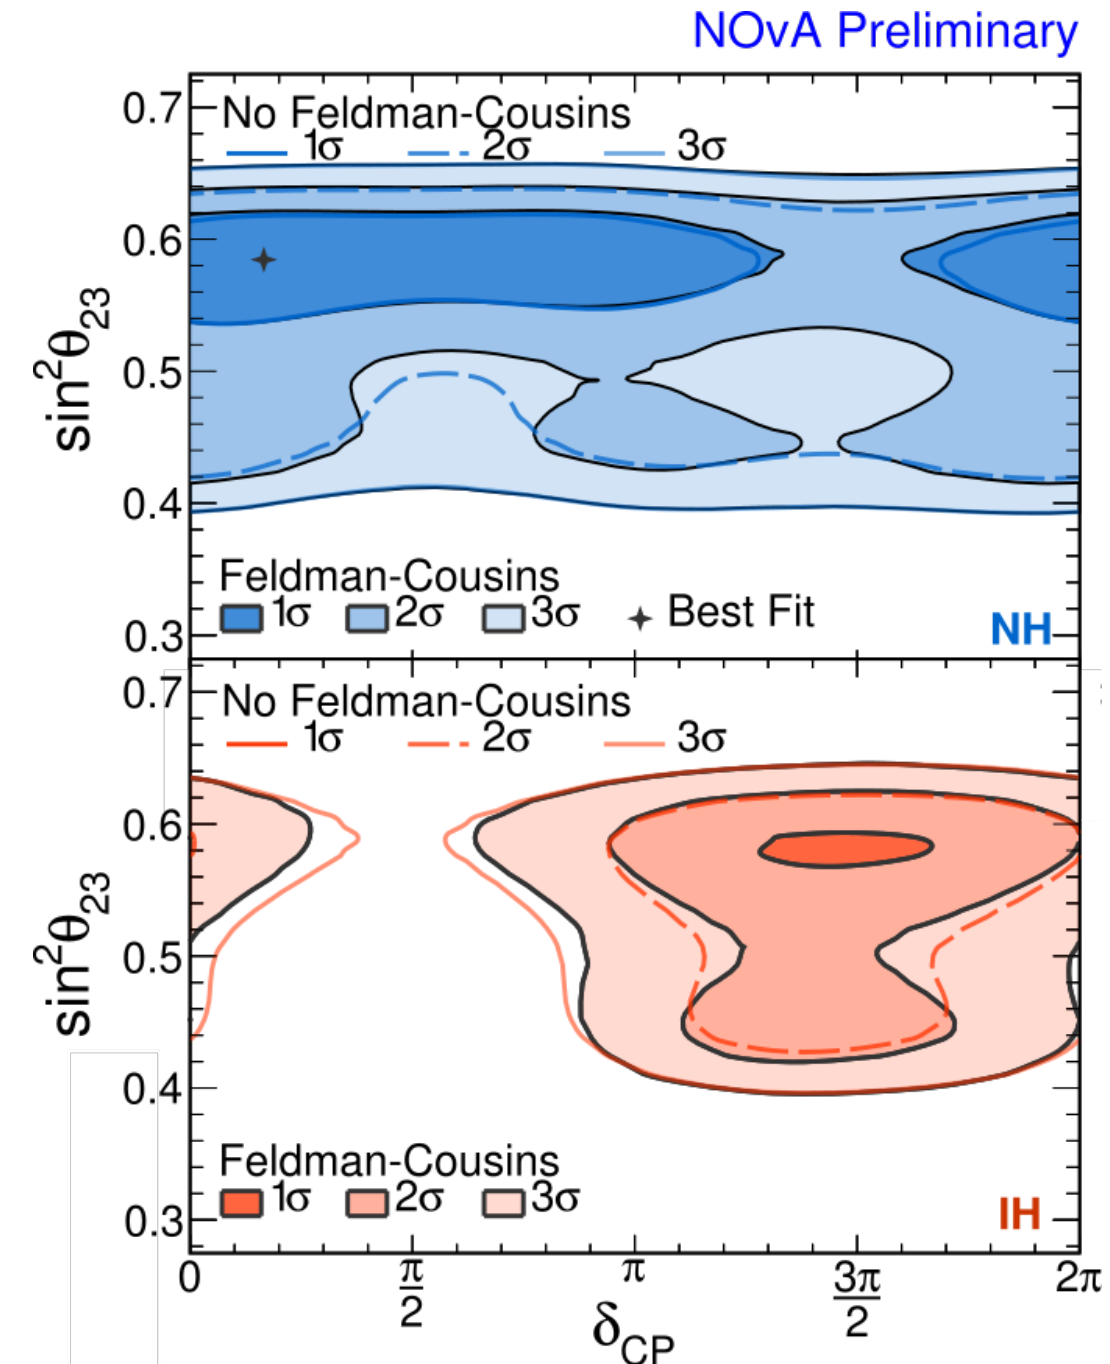 NOvA Preliminary
0.7
No Feldman-Cousins
1σ 2σ 3σ
0.6
sin²θ₂₃
0.5
0.4
Feldman-Cousins
1σ 2σ 3σ Best Fit
NH
0.3
0.7
No Feldman-Cousins
1σ 2σ 3σ
0.6
sin²θ₂₃
0.5
0.4
Feldman-Cousins
1σ 2σ 3σ
IH
0.3
0 π/2 π 3π/2 2π
δCP